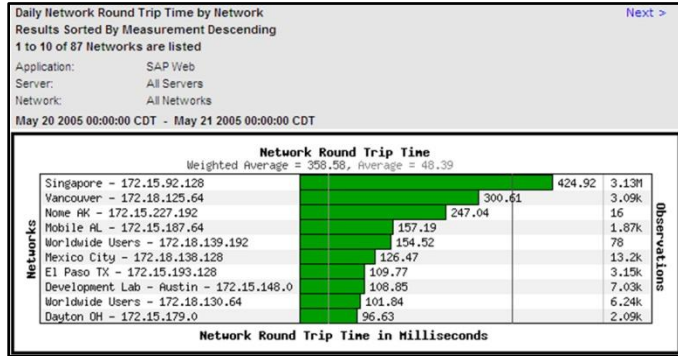 Daily Network Round Trip Time by Network
Next >
Results Sorted By Measurement Descending
1 to 10 of 87 Networks are listed
Application: SAP Web
Server: All Servers
Network: All Networks
May 20 2005 00:00:00 CDT - May 21 2005 00:00:00 CDT
Network Round Trip Time
Weighted Average = 358.58, Average = 48.39
Networks
Singapore - 172.15.92.128 424.92 3.13M
Vancouver - 172.18.125.64 300.61 3.09k
Nome AK - 172.15.227.192 247.04 16
Mobile AL - 172.15.187.64 157.19 1.87k
Worldwide Users - 172.18.139.192 154.52 78
Mexico City - 172.18.138.128 126.47 13.2k
El Paso TX - 172.15.193.128 109.77 3.15k
Development Lab - Austin - 172.15.148.0 108.85 7.03k
Worldwide Users - 172.18.130.64 101.84 6.24k
Dayton OH - 172.15.179.0 96.63 2.09k
Observations
Network Round Trip Time in Milliseconds